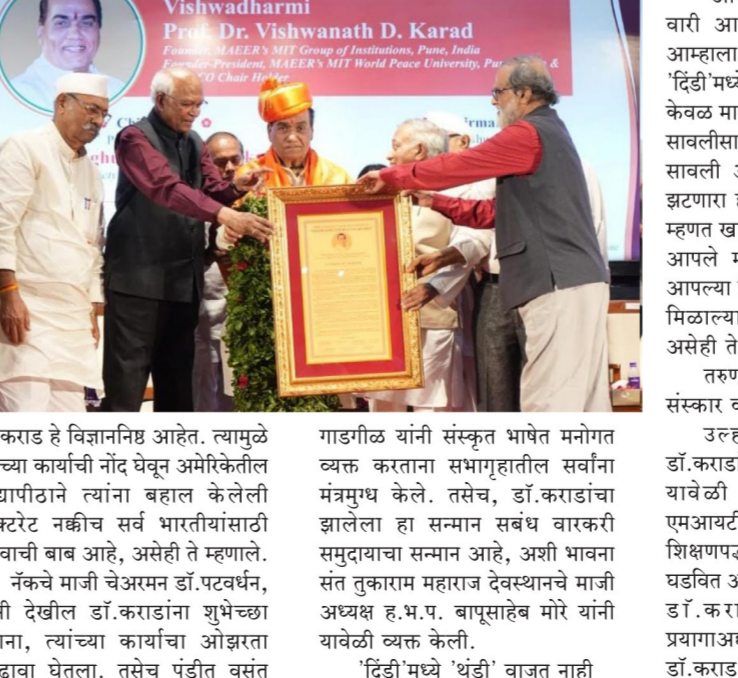 Vishwadharmi
Prof. Dr. Vishwanath D. Karad
Founder, MAEER's MIT Group of Institutions, Pune, India
Founder-President, MAEER's MIT World Peace University,
Chair Holder
कराड हे विज्ञाननिष्ठ आहेत. त्यामुळे
च्या कार्याची नोंद घेवून अमेरिकेतील
द्यापीठाने त्यांना बहाल केलेली
क्टरेट नक्कीच सर्व भारतीयांसाठी
वाची बाब आहे, असेही ते म्हणाले.
नॅकचे माजी चेअरमन डॉ.पटवर्धन,
देखील डॉ.कराडांना शुभेच्छा
ना, त्यांच्या कार्याचा ओझरता
ढावा घेतला. तसेच पंडीत वसंत
गाडगीळ यांनी संस्कृत भाषेत मनोगत
व्यक्त करताना सभागृहातील सर्वांना
मंत्रमुग्ध केले. तसेच, डॉ.कराडांचा
झालेला हा सन्मान सबंध वारकरी
समुदायाचा सन्मान आहे, अशी भावना
संत तुकाराम महाराज देवस्थानचे माजी
अध्यक्ष ह.भ.प. बापूसाहेब मोरे यांनी
यावेळी व्यक्त केली.
'दिंडी'मध्ये 'थंडी' वाजत नाही
वारी आ
आम्हाला
'दिंडी'मध्ये
केवळ मा
सावलीसा
सावली
झटणारा ह
म्हणत ख
आपले म
आपल्या
मिळाल्या
असेही ते
तरुण
संस्कार व
उल्ह
डॉ.कराडां
यावेळी
एमआयटी
शिक्षणपद्ध
घडवित अ
डॉ.करा
प्रयागाअध
डॉ.कराड